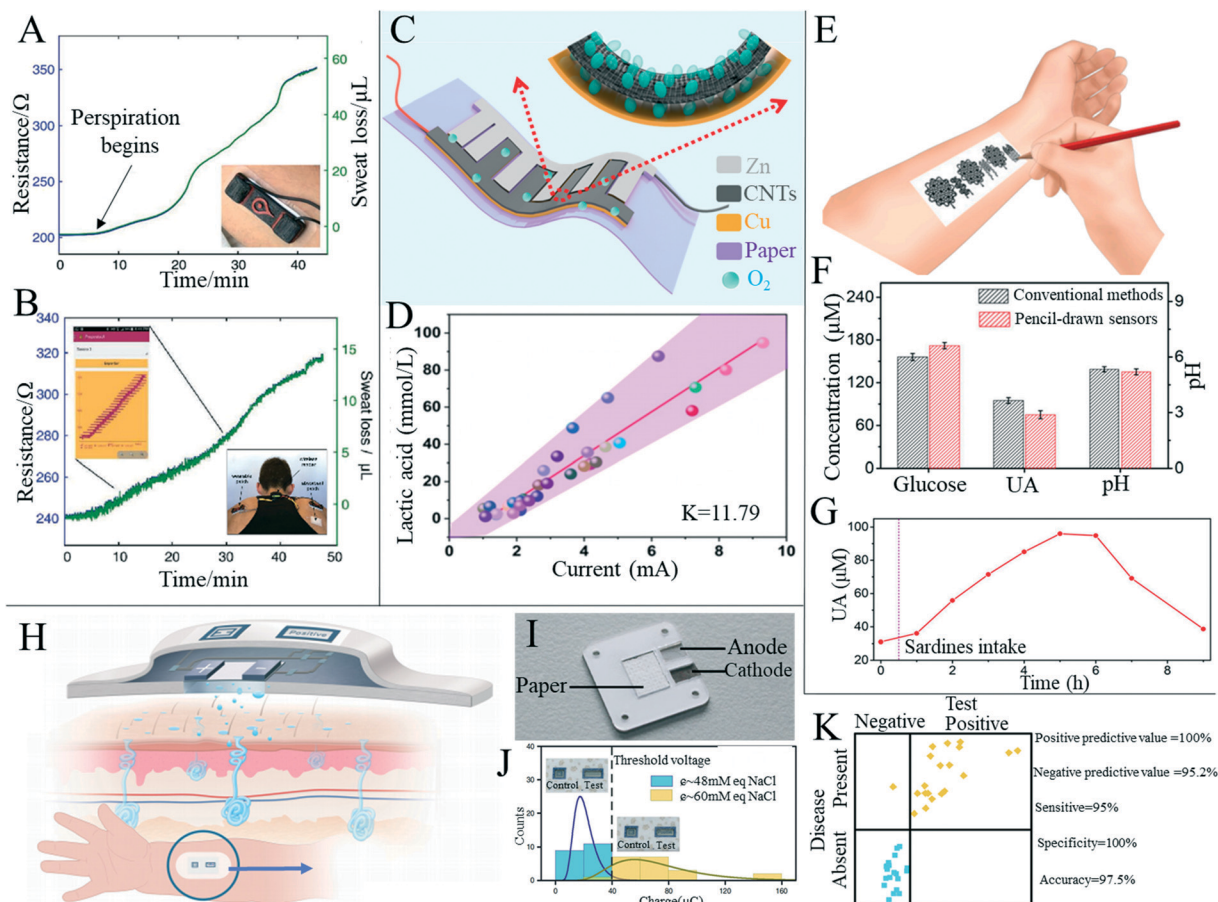 A
Resistance/Ω
350
300
250
200
Perspiration
begins
60
40
20
0
Sweat loss/μL
0
10
20
30
40
Time/min
B
Resistance/Ω
340
320
300
280
260
240
15
10
5
0
Sweat loss / μL
0
10
20
30
40
50
Time/min
C
Zn
CNTs
Cu
Paper
O₂
D
Lactic acid (mmol/L)
100
80
60
40
20
0
K=11.79
0
2
4
6
8
10
Current (mA)
E
F
Concentration (μM)
240
180
120
60
0
Conventional methods
Pencil-drawn sensors
9
6
3
0
pH
Glucose
UA
pH
G
UA (μM)
100
80
60
40
20
Sardines intake
0
2
4
6
8
Time (h)
H
Positive
I
Anode
Cathode
Paper
J
Threshold voltage
Control Test
Control Test
ē~48mM eq NaCl
ē~60mM eq NaCl
Counts
40
20
0
0
40
80
120
160
Charge(μC)
K
Test
Negative
Positive
Disease
Present
Absent
Positive predictive value =100%
Negative predictive value =95.2%
Sensitive=95%
Specificity=100%
Accuracy=97.5%